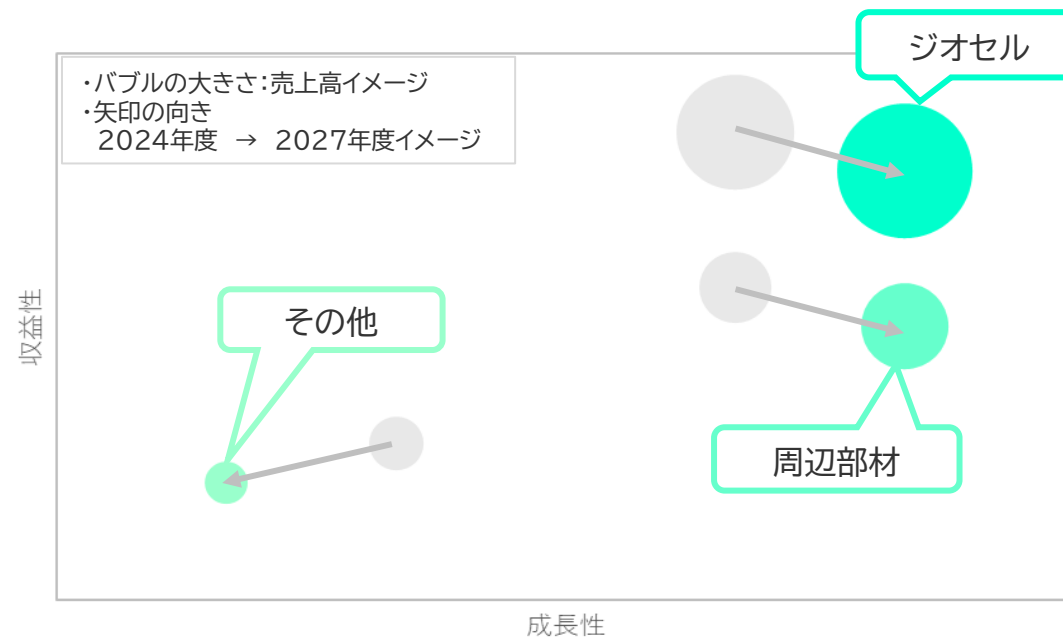 ジオセル
・バブルの大きさ：売上高イメージ
・矢印の向き
2024年度 → 2027年度イメージ
その他
周辺部材
収益性
成長性